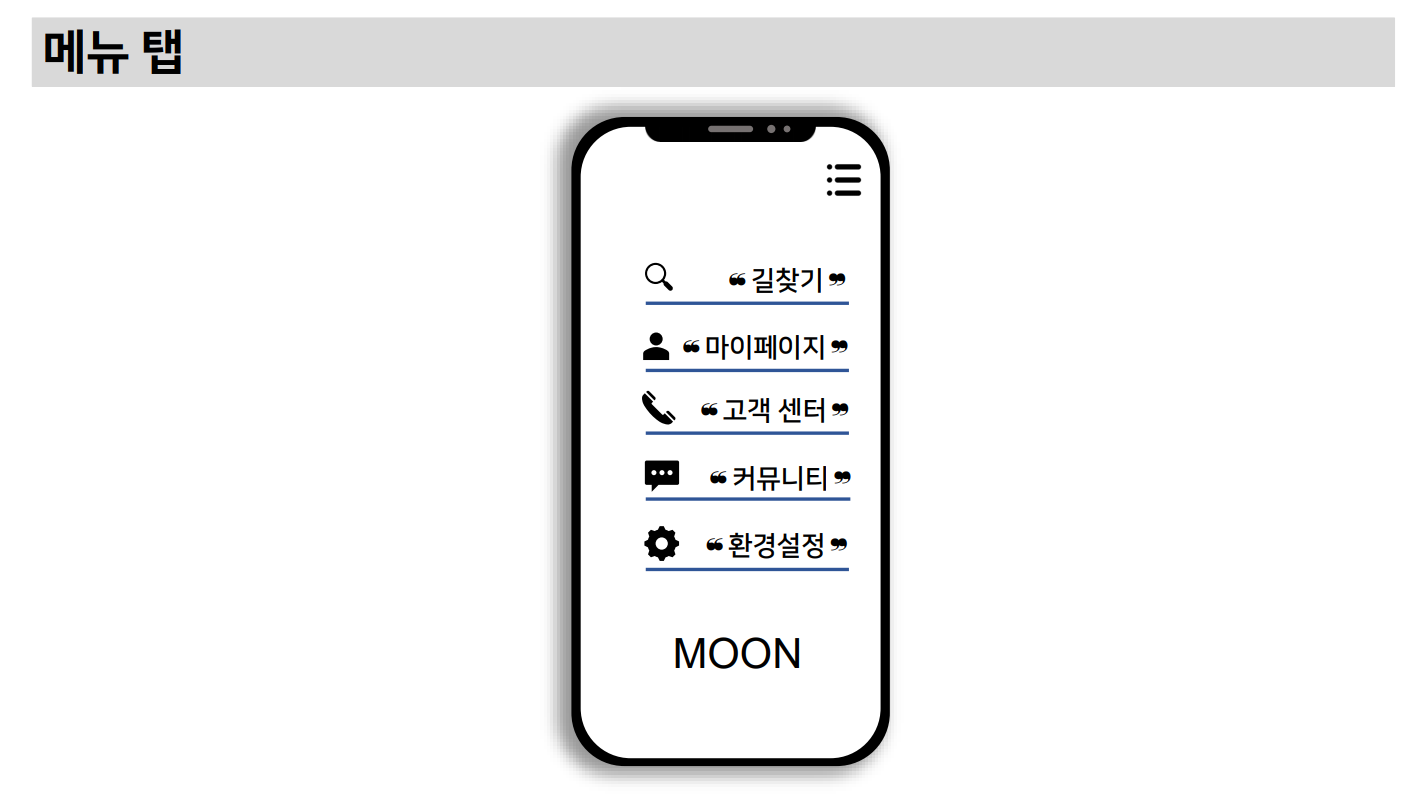 메뉴 탭
❝ 길찾기 ❞
❝ 마이페이지 ❞
❝ 고객 센터 ❞
❝ 커뮤니티 ❞
❝ 환경설정 ❞
MOON